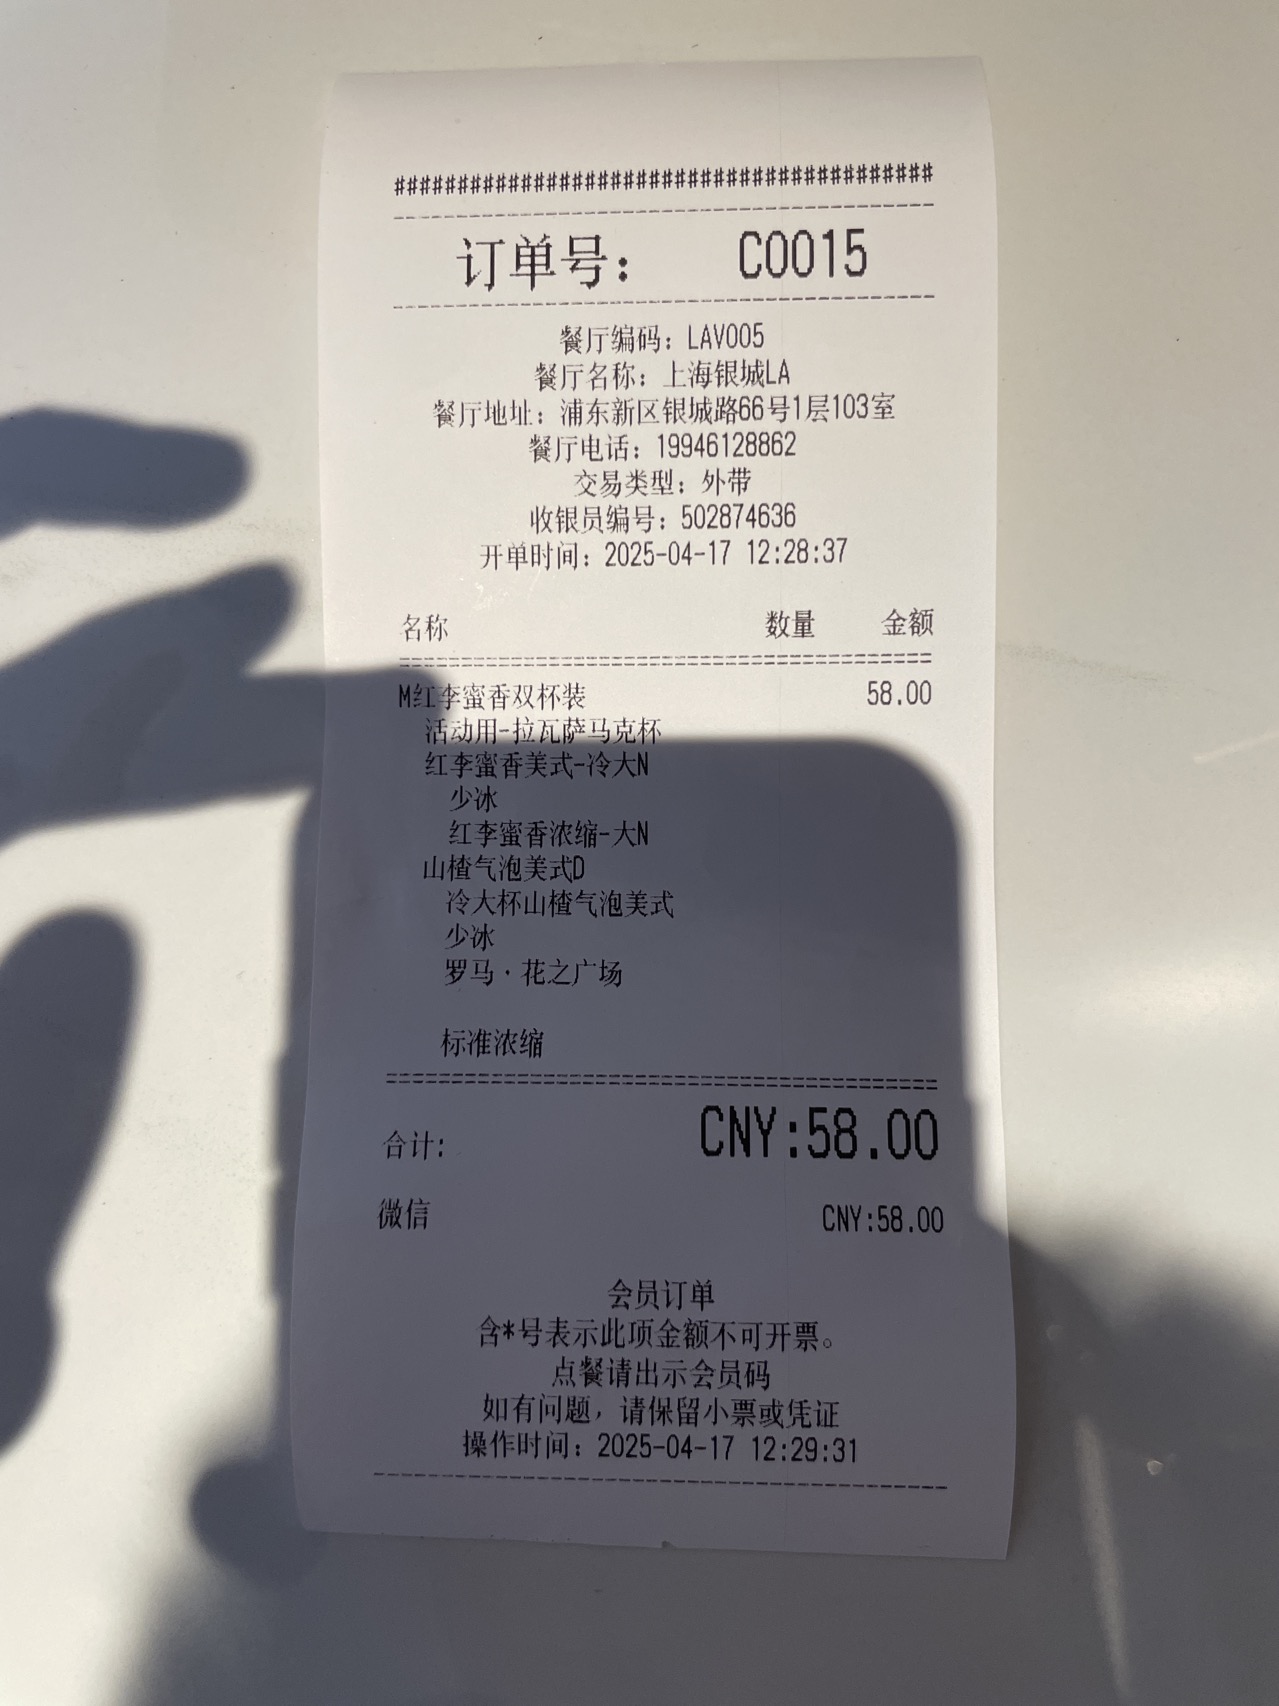 ###########################################
订单号： C0015
餐厅编码：LAV005
餐厅名称：上海银城LA
餐厅地址：浦东新区银城路66号1层103室
餐厅电话：19946128862
交易类型：外带
收银员编号：502874636
开单时间：2025-04-17 12:28:37
名称 数量 金额
M红李蜜香双杯装 58.00
活动用-拉瓦萨马克杯
红李蜜香美式-冷大N
少冰
红李蜜香浓缩-大N
山楂气泡美式D
冷大杯山楂气泡美式
少冰
罗马·花之广场
标准浓缩
合计: CNY:58.00
微信 CNY:58.00
会员订单
含*号表示此项金额不可开票。
点餐请出示会员码
如有问题，请保留小票或凭证
操作时间：2025-04-17 12:29:31